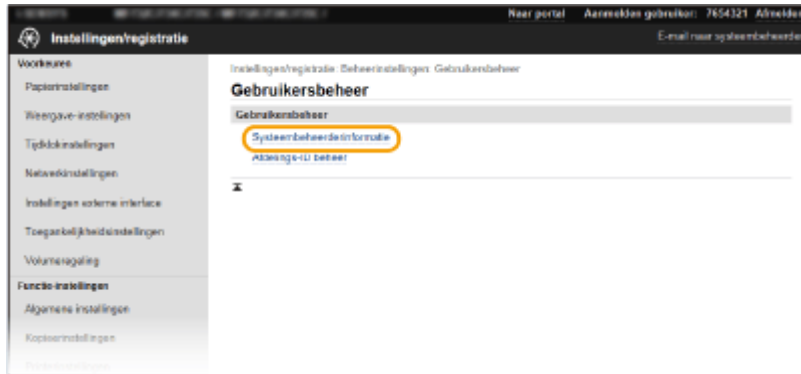 Naar portal Aanmelden gebruiker: 7654321 Afmelden
Instellingen/registratie
E-mail naar systeembeheerder
Voorkeuren
Papierinstellingen
Weergave-instellingen
Tijdklokinstellingen
Netwerkinstellingen
Instellingen externe interface
Toegankelijkheidsinstellingen
Volumeregeling
Functie-instellingen
Algemene instellingen
Kopieerinstellingen
Instellingen/registratie: Beheerinstellingen: Gebruikersbeheer
Gebruikersbeheer
Gebruikersbeheer
Systeembeheerderinformatie
Afdelings-ID beheer